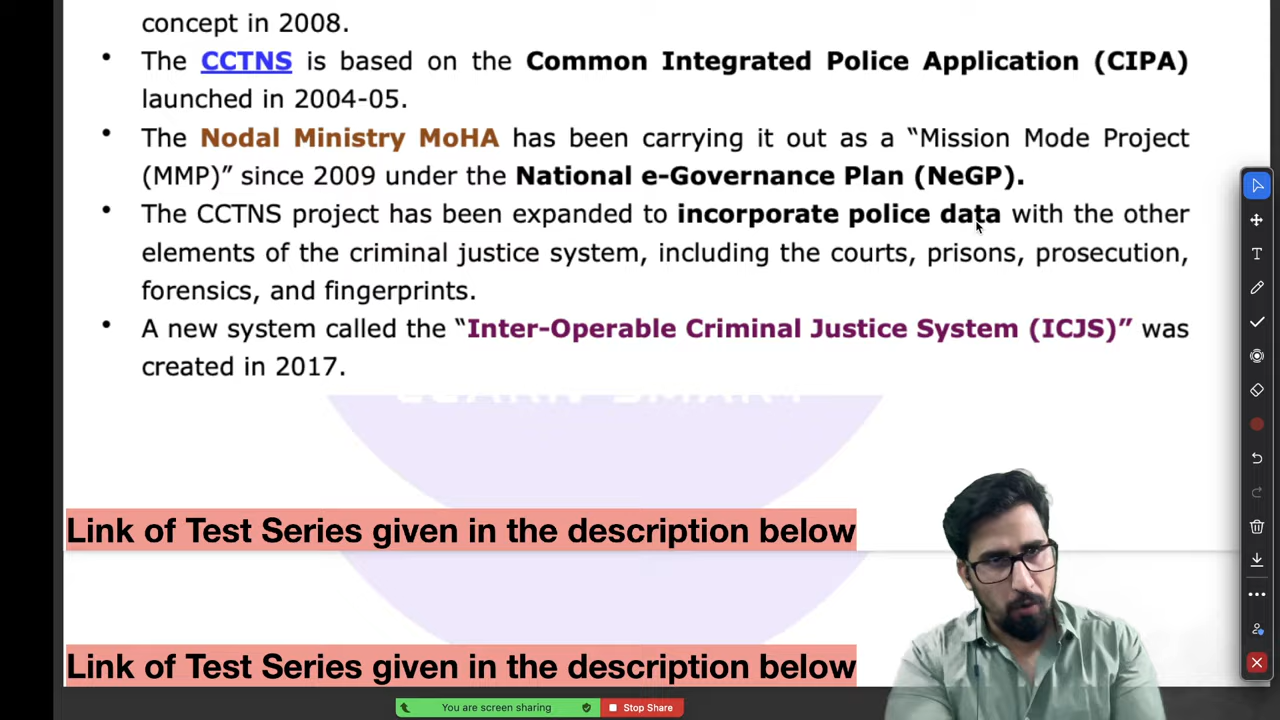 concept in 2008.
• The CCTNS is based on the Common Integrated Police Application (CIPA)
launched in 2004-05.
• The Nodal Ministry MoHA has been carrying it out as a “Mission Mode Project
(MMP)” since 2009 under the National e-Governance Plan (NeGP).
• The CCTNS project has been expanded to incorporate police data with the other
elements of the criminal justice system, including the courts, prisons, prosecution,
forensics, and fingerprints.
• A new system called the “Inter-Operable Criminal Justice System (ICJS)” was
created in 2017.
LEARN SMART
Link of Test Series given in the description below
Link of Test Series given in the description below
You are screen sharing
Stop Share